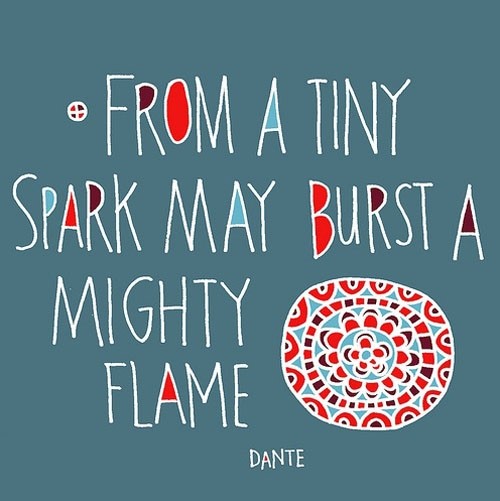 FROM A TINY
SPARK MAY BURST A
MIGHTY
FLAME
DANTE